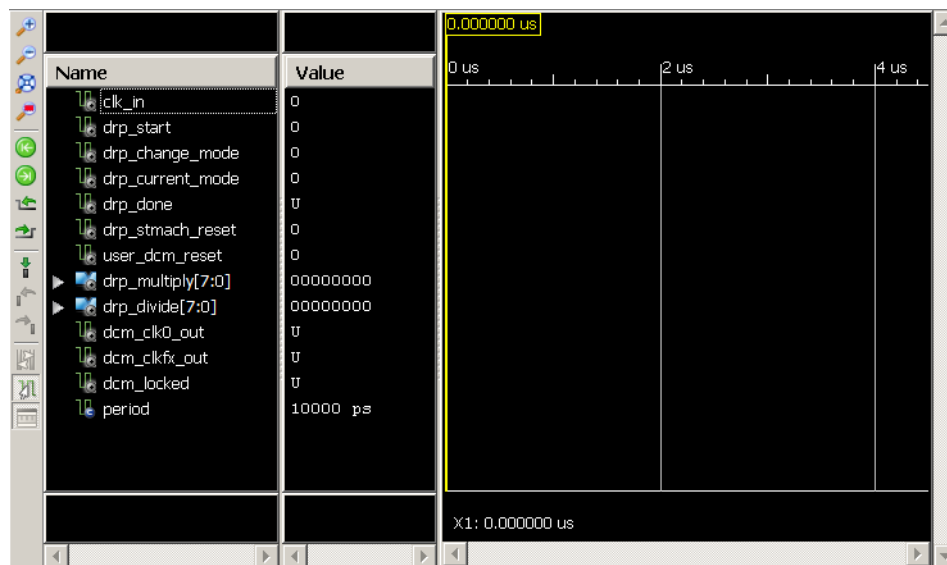 0.000000 us
Name Value 0 us 2 us 4 us
clk_in 0
drp_start 0
drp_change_mode 0
drp_current_mode 0
drp_done U
drp_stmach_reset 0
user_dcm_reset 0
drp_multiply[7:0] 00000000
drp_divide[7:0] 00000000
dcm_clk0_out U
dcm_clkfx_out U
dcm_locked U
period 10000 ps
X1: 0.000000 us